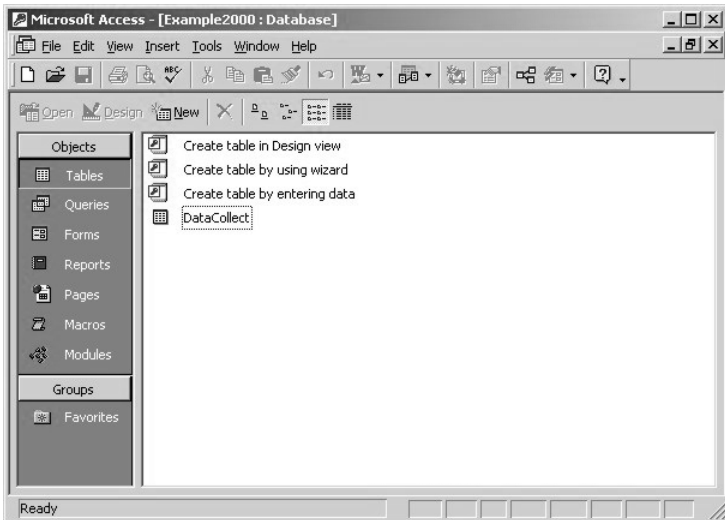 Microsoft Access - [Example2000 : Database]
File Edit View Insert Tools Window Help
Open Design New
Objects
Tables
Queries
Forms
Reports
Pages
Macros
Modules
Groups
Favorites
Create table in Design view
Create table by using wizard
Create table by entering data
DataCollect
Ready